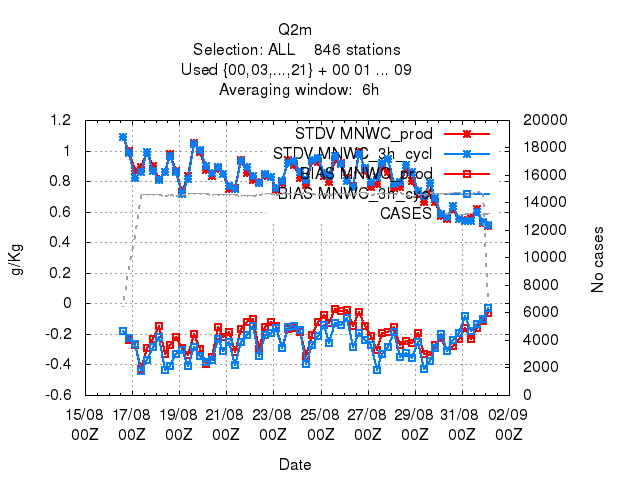 Q2m
Selection: ALL    846 stations
Used {00,03,...,21} + 00 01 ... 09
Averaging window:  6h
1.2
1
0.8
0.6
0.4
0.2
0
-0.2
-0.4
-0.6
g/Kg
20000
18000
16000
14000
12000
10000
8000
6000
4000
2000
0
No cases
STDV MNWC_prod
STDV MNWC_3h_cycl
BIAS MNWC_prod
BIAS MNWC_3h_cycl
CASES
15/08 17/08 19/08 21/08 23/08 25/08 27/08 29/08 31/08 02/09
00Z 00Z 00Z 00Z 00Z 00Z 00Z 00Z 00Z 00Z
Date